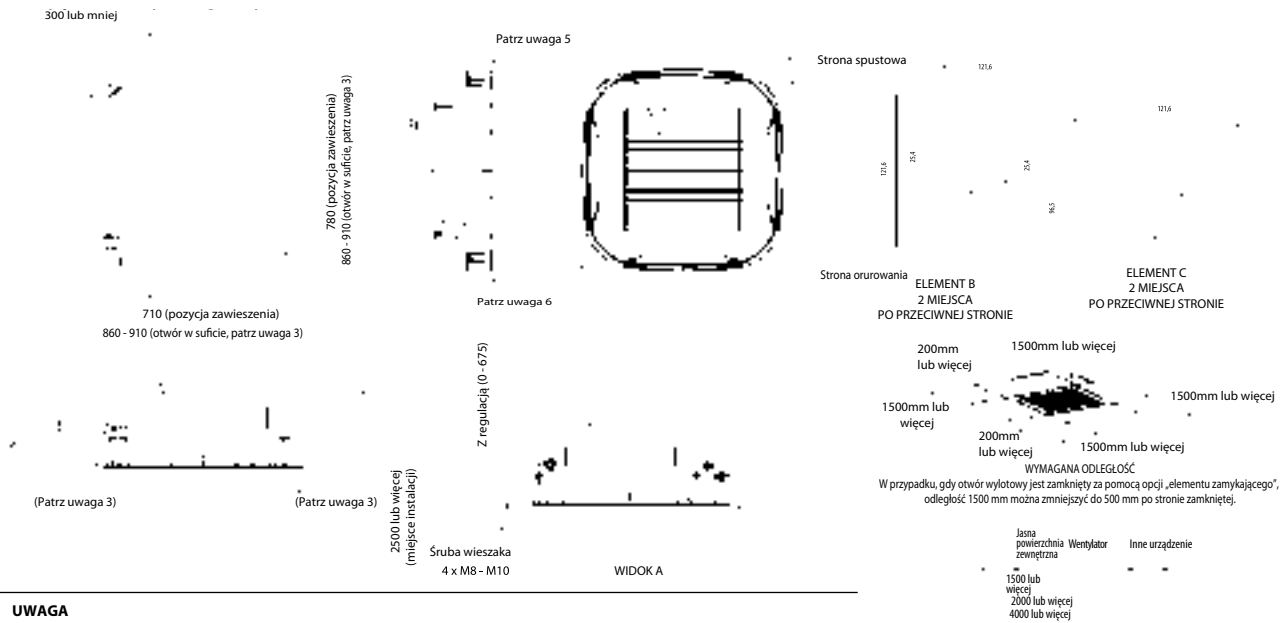 300 lub mniej
Patrz uwaga 5
780 (pozycja zawieszenia)
860 - 910 (otwór w suficie, patrz uwaga 3)
Patrz uwaga 6
710 (pozycja zawieszenia)
860 - 910 (otwór w suficie, patrz uwaga 3)
Strona spustowa
121,6
121,6
121,6
25,4
25,4
96,5
Strona orurowania
ELEMENT B
2 MIEJSCA
PO PRZECIWNEJ STRONIE
ELEMENT C
2 MIEJSCA
PO PRZECIWNEJ STRONIE
(Patrz uwaga 3)
(Patrz uwaga 3)
Z regulacją (0 - 675)
2500 lub więcej
(miejsce instalacji)
Śruba wieszaka
4 x M8 - M10
WIDOK A
200mm
lub więcej
1500mm lub więcej
1500mm lub więcej
1500mm lub
więcej
200mm
lub więcej
1500mm lub więcej
WYMAGANA ODLEGŁOŚĆ
W przypadku, gdy otwór wylotowy jest zamknięty za pomocą opcji „elementu zamykającego”,
odległość 1500 mm można zmniejszyć do 500 mm po stronie zamkniętej.
Jasna
powierzchnia
zewnętrzna
Wentylator
Inne urządzenie
1500 lub
więcej
2000 lub więcej
4000 lub więcej
UWAGA